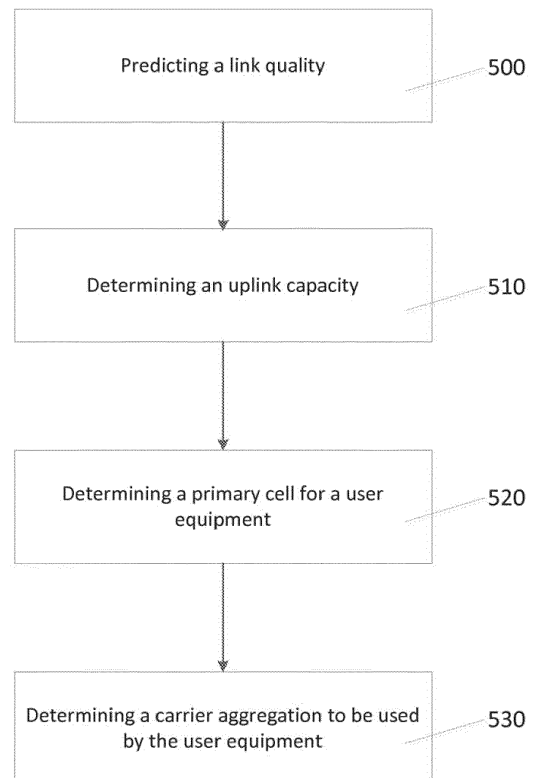 Predicting a link quality
500
Determining an uplink capacity
510
Determining a primary cell for a user
equipment
520
Determining a carrier aggregation to be used
by the user equipment
530